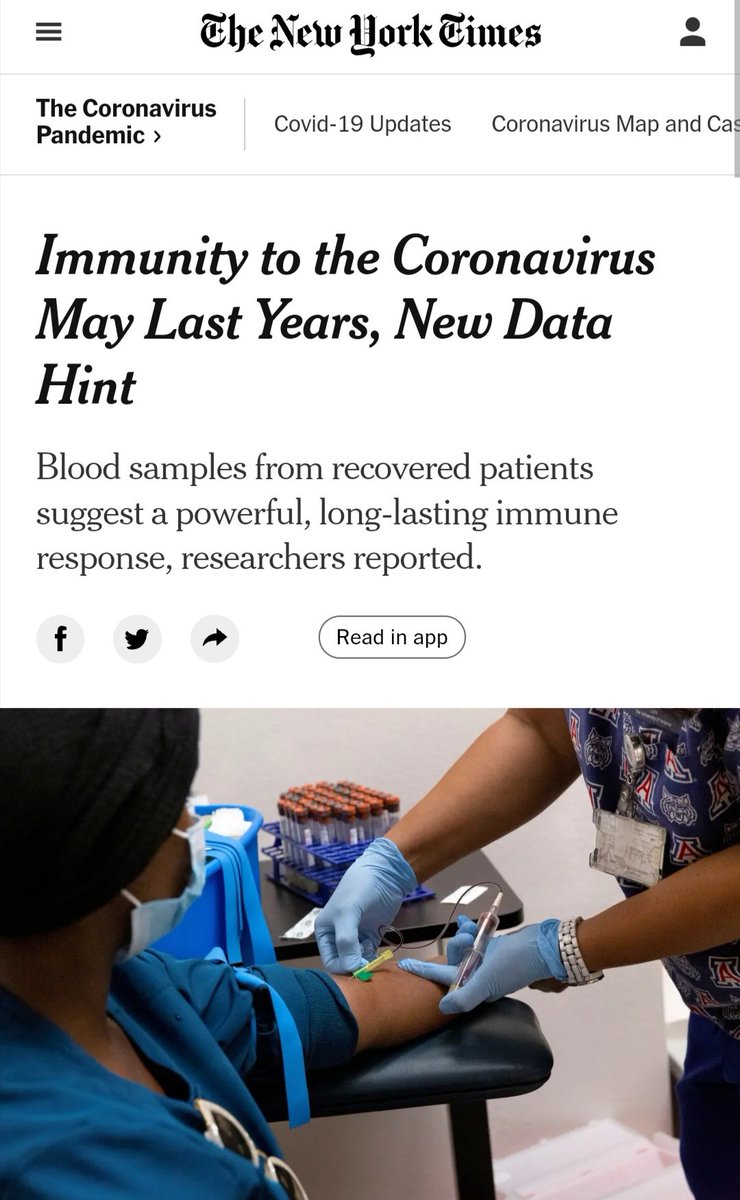 The New York Times
The Coronavirus
Pandemic ›
Covid-19 Updates
Coronavirus Map and Cas
Immunity to the Coronavirus
May Last Years, New Data
Hint
Blood samples from recovered patients
suggest a powerful, long-lasting immune
response, researchers reported.
Read in app